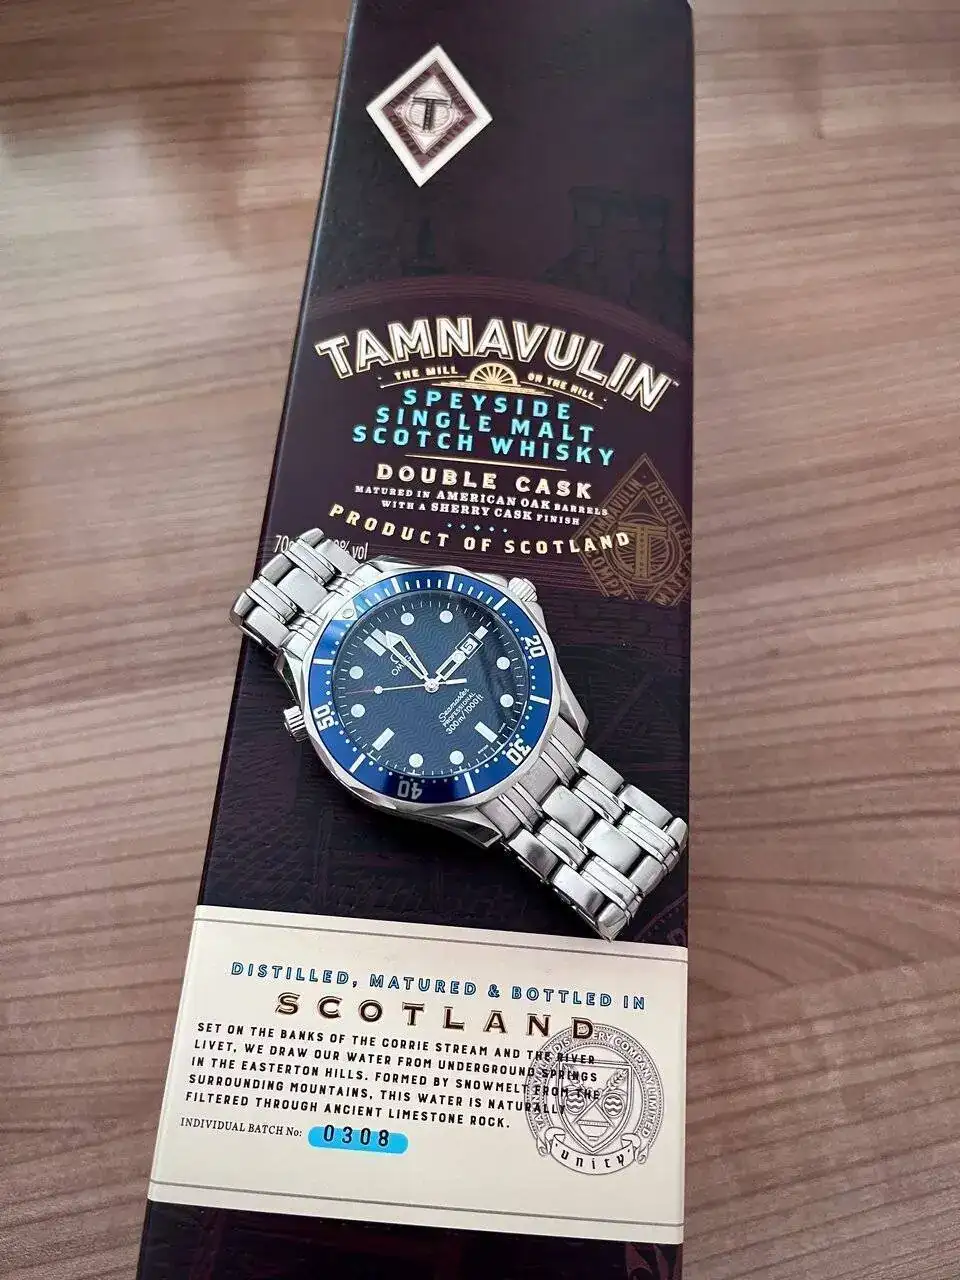 T
TAMNAVULIN
THE MILL ON THE HILL
SPEYSIDE
SINGLE MALT
SCOTCH WHISKY
DOUBLE CASK
MATURED IN AMERICAN OAK BARRELS
WITH A SHERRY CASK FINISH
PRODUCT OF SCOTLAND
% vol
20
30
40
50
OMEGA
5
Seamaster
PROFESSIONAL
300m/1000ft
DISTILLED, MATURED & BOTTLED IN
SCOTLAND
SET ON THE BANKS OF THE CORRIE STREAM AND THE RIVER
LIVET, WE DRAW OUR WATER FROM UNDERGROUND SPRINGS
IN THE EASTERTON HILLS. FORMED BY SNOWMELT FROM THE
SURROUNDING MOUNTAINS, THIS WATER IS NATURALLY
FILTERED THROUGH ANCIENT LIMESTONE ROCK.
INDIVIDUAL BATCH No: 0308
unity